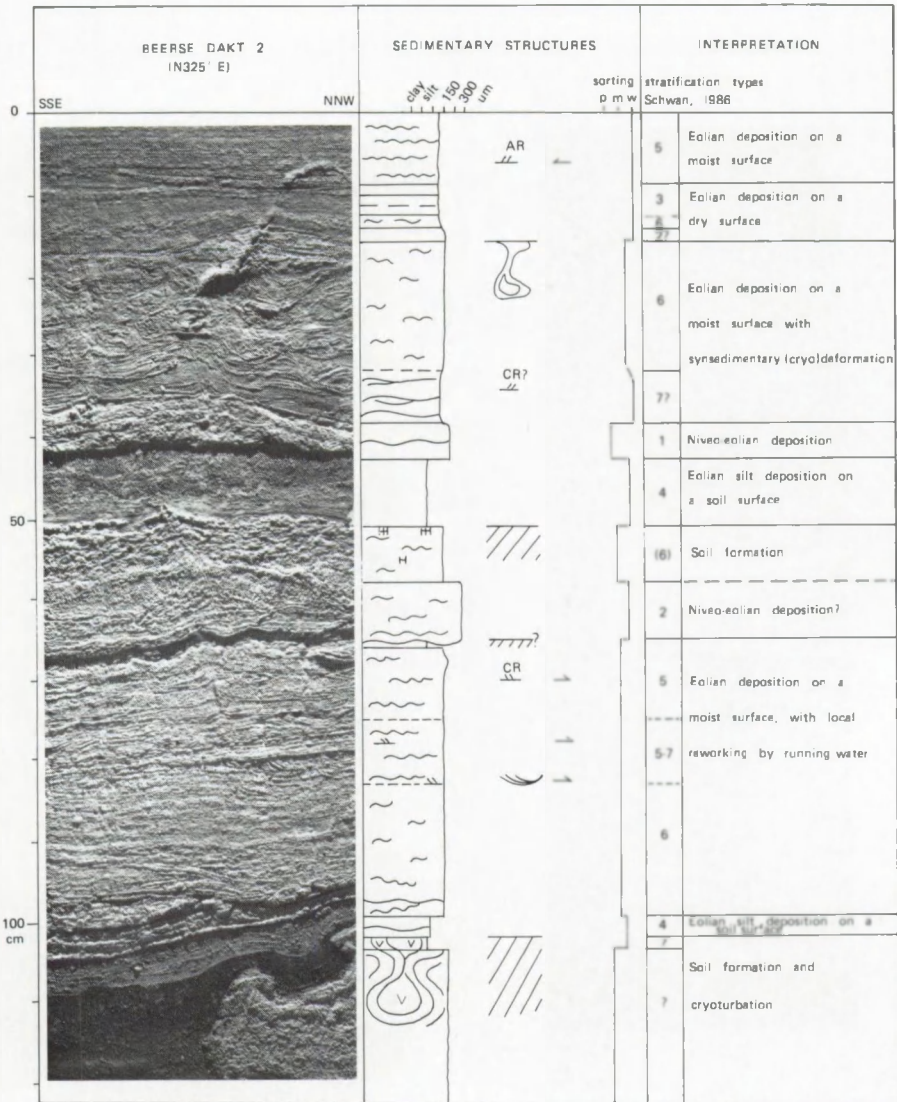 BEERSE DAKT 2
(N325° E)
SSE
NNW
SEDIMENTARY STRUCTURES
clay
silt
150
300
um
sorting
p m w
INTERPRETATION
stratification types
Schwan, 1986
0
50
100
cm
AR
5
Eolian deposition on a
moist surface
3
Eolian deposition on a
dry surface
2?
6
Eolian deposition on a
moist surface with
synsedimentary (cryo)deformation
CR?
7?
1
Niveo-eolian deposition
4
Eolian silt deposition on
a soil surface
H
H
(6)
Soil formation
2
Niveo-eolian deposition?
?
CR
5
Eolian deposition on a
moist surface, with local
5-7
reworking by running water
6
4
Eolian silt deposition on a
soil surface
v v
v
?
Soil formation and
cryoturbation